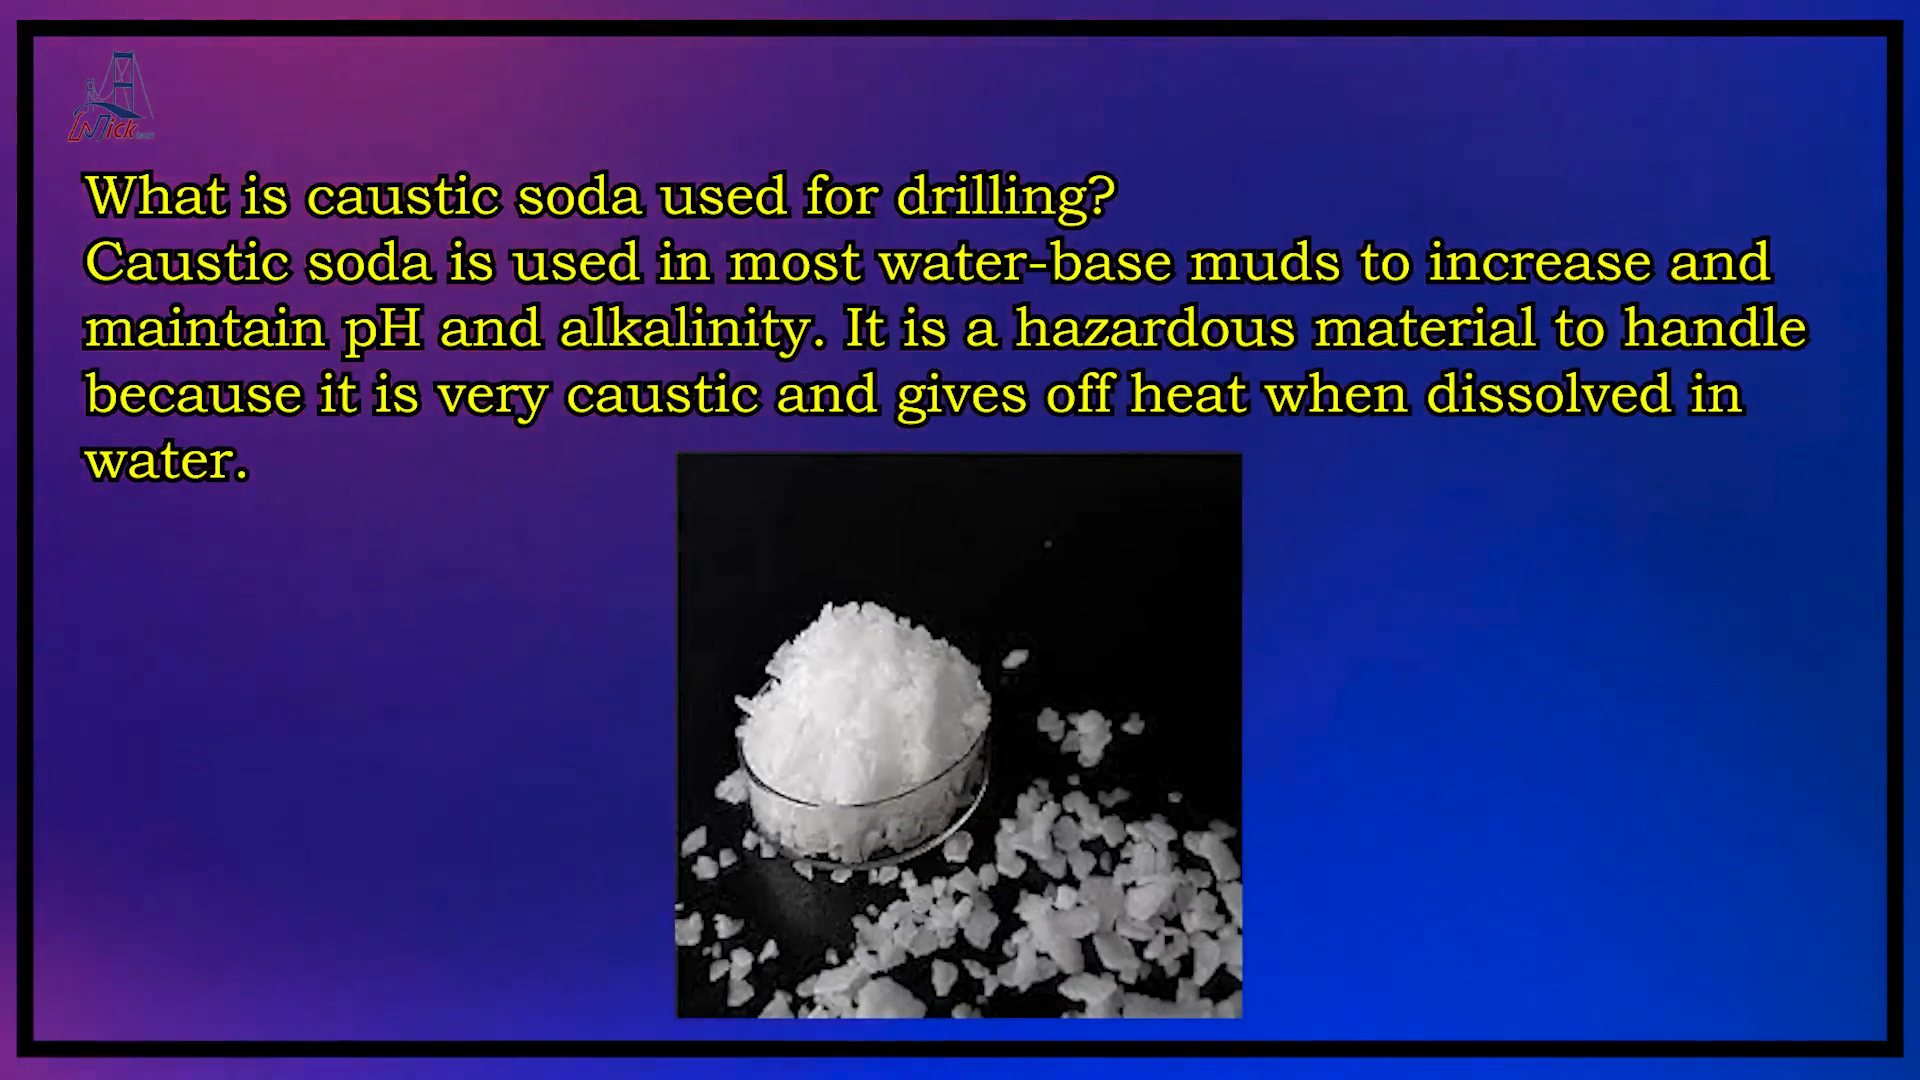 Nick
What is caustic soda used for drilling?
Caustic soda is used in most water-base muds to increase and
maintain pH and alkalinity. It is a hazardous material to handle
because it is very caustic and gives off heat when dissolved in
water.